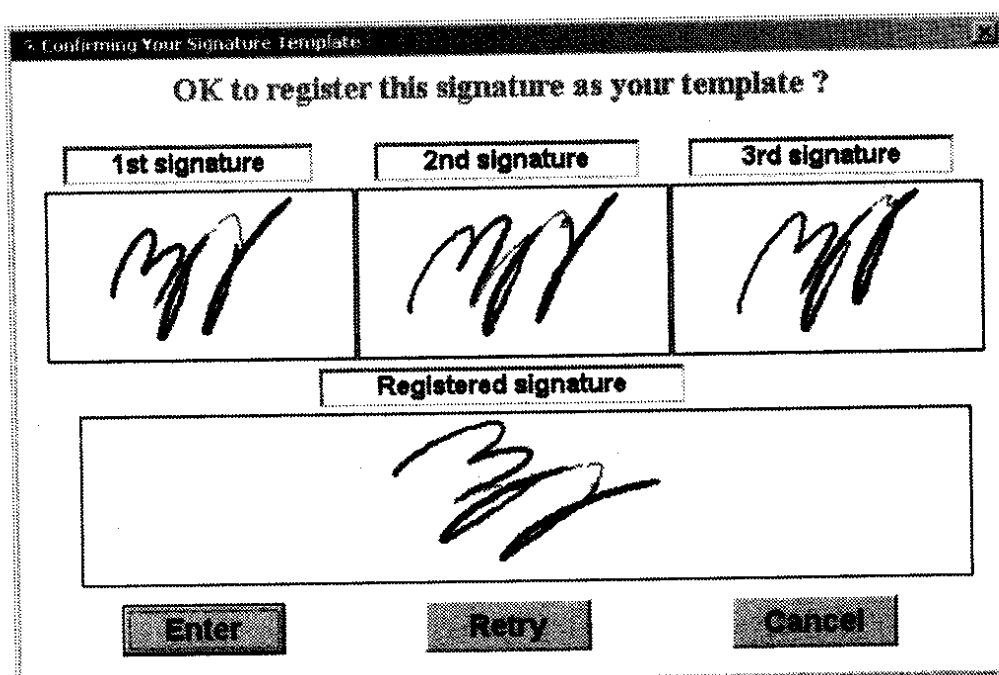 Confirming Your Signature Template
OK to register this signature as your template ?
1st signature 2nd signature 3rd signature
Registered signature
Enter Retry Cancel